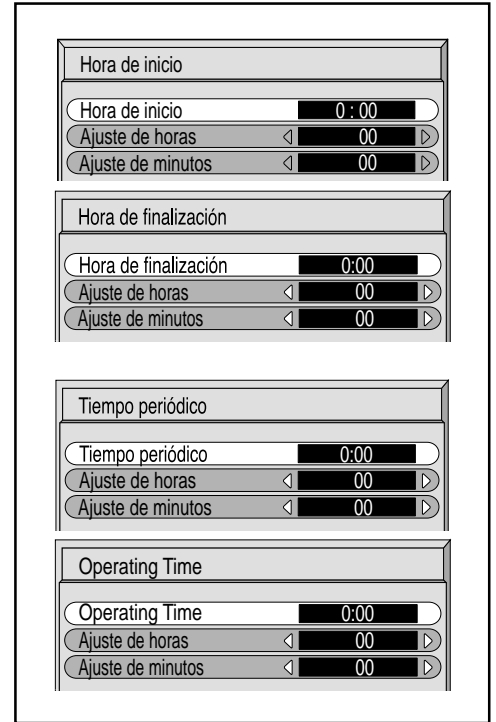 Hora de inicio
Hora de inicio 0 : 00
Ajuste de horas 00
Ajuste de minutos 00
Hora de finalización
Hora de finalización 0:00
Ajuste de horas 00
Ajuste de minutos 00
Tiempo periódico
Tiempo periódico 0:00
Ajuste de horas 00
Ajuste de minutos 00
Operating Time
Operating Time 0:00
Ajuste de horas 00
Ajuste de minutos 00